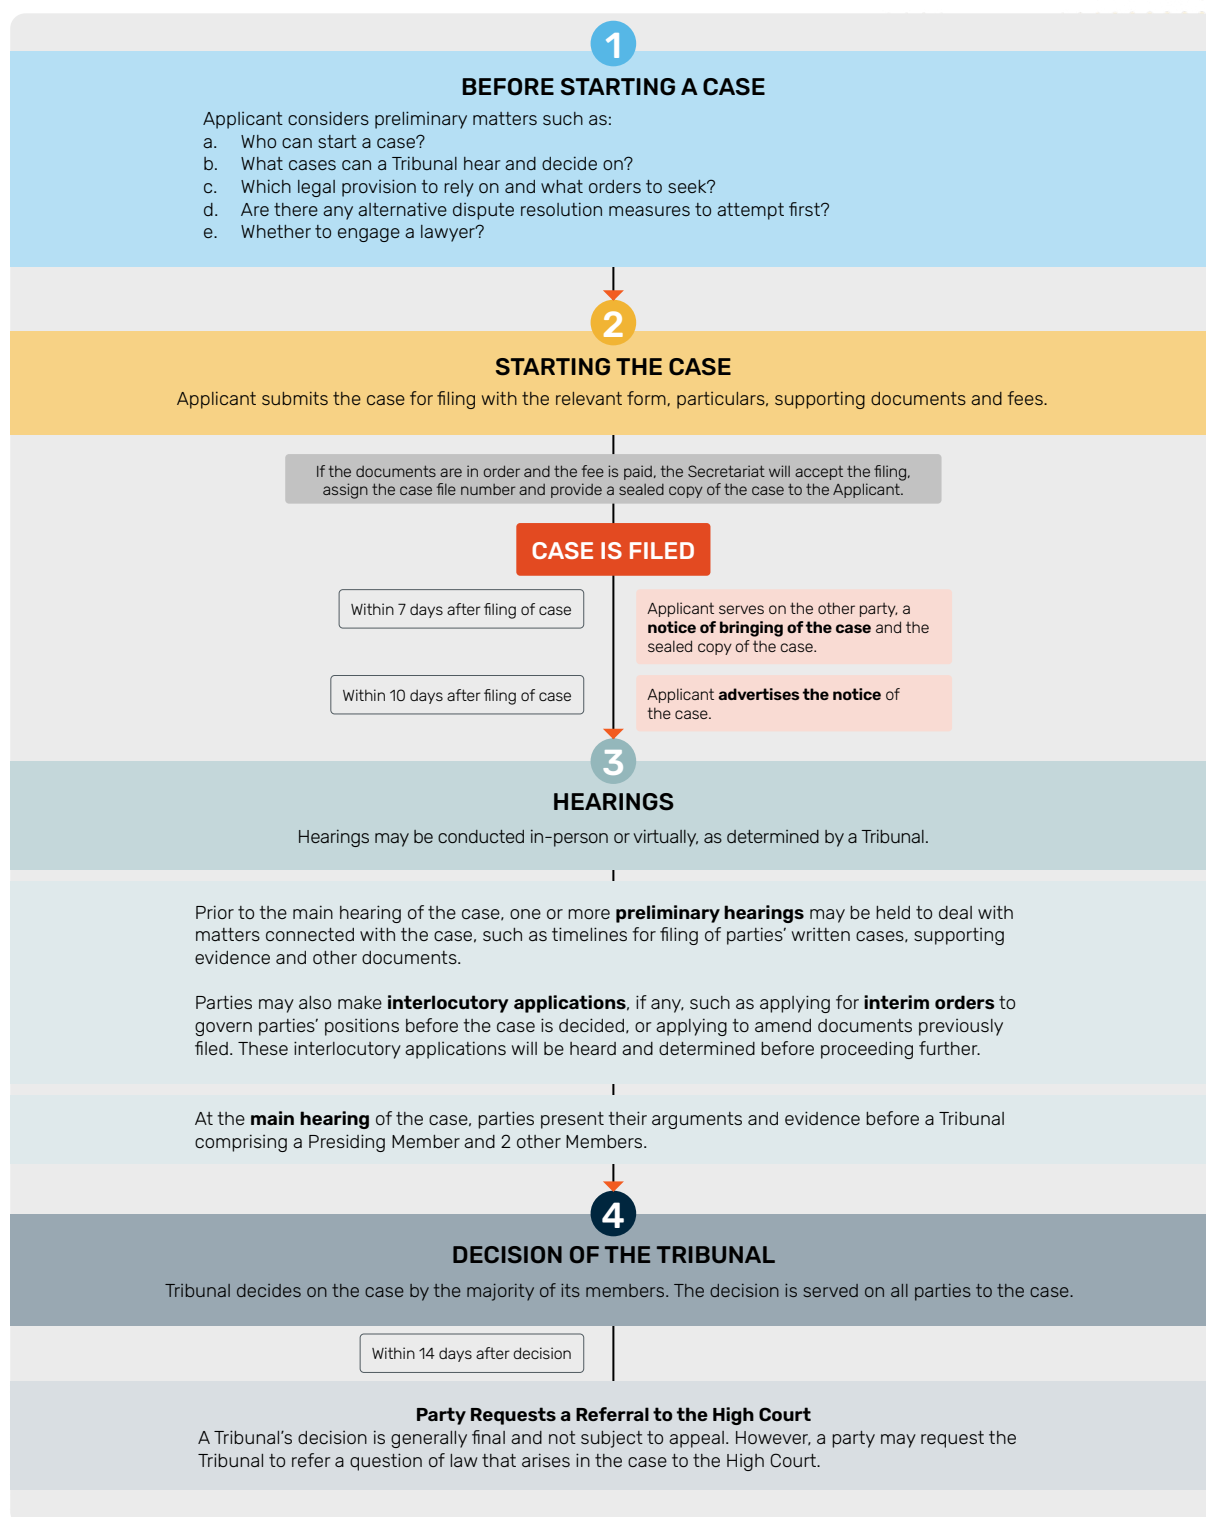 1
BEFORE STARTING A CASE
Applicant considers preliminary matters such as:
a. Who can start a case?
b. What cases can a Tribunal hear and decide on?
c. Which legal provision to rely on and what orders to seek?
d. Are there any alternative dispute resolution measures to attempt first?
e. Whether to engage a lawyer?
2
STARTING THE CASE
Applicant submits the case for filing with the relevant form, particulars, supporting documents and fees.
If the documents are in order and the fee is paid, the Secretariat will accept the filing,
assign the case file number and provide a sealed copy of the case to the Applicant.
CASE IS FILED
Within 7 days after filing of case
Applicant serves on the other party, a
notice of bringing of the case and the
sealed copy of the case.
Within 10 days after filing of case
Applicant advertises the notice of
the case.
3
HEARINGS
Hearings may be conducted in-person or virtually, as determined by a Tribunal.
Prior to the main hearing of the case, one or more preliminary hearings may be held to deal with
matters connected with the case, such as timelines for filing of parties’ written cases, supporting
evidence and other documents.
Parties may also make interlocutory applications, if any, such as applying for interim orders to
govern parties’ positions before the case is decided, or applying to amend documents previously
filed. These interlocutory applications will be heard and determined before proceeding further.
At the main hearing of the case, parties present their arguments and evidence before a Tribunal
comprising a Presiding Member and 2 other Members.
4
DECISION OF THE TRIBUNAL
Tribunal decides on the case by the majority of its members. The decision is served on all parties to the case.
Within 14 days after decision
Party Requests a Referral to the High Court
A Tribunal’s decision is generally final and not subject to appeal. However, a party may request the
Tribunal to refer a question of law that arises in the case to the High Court.